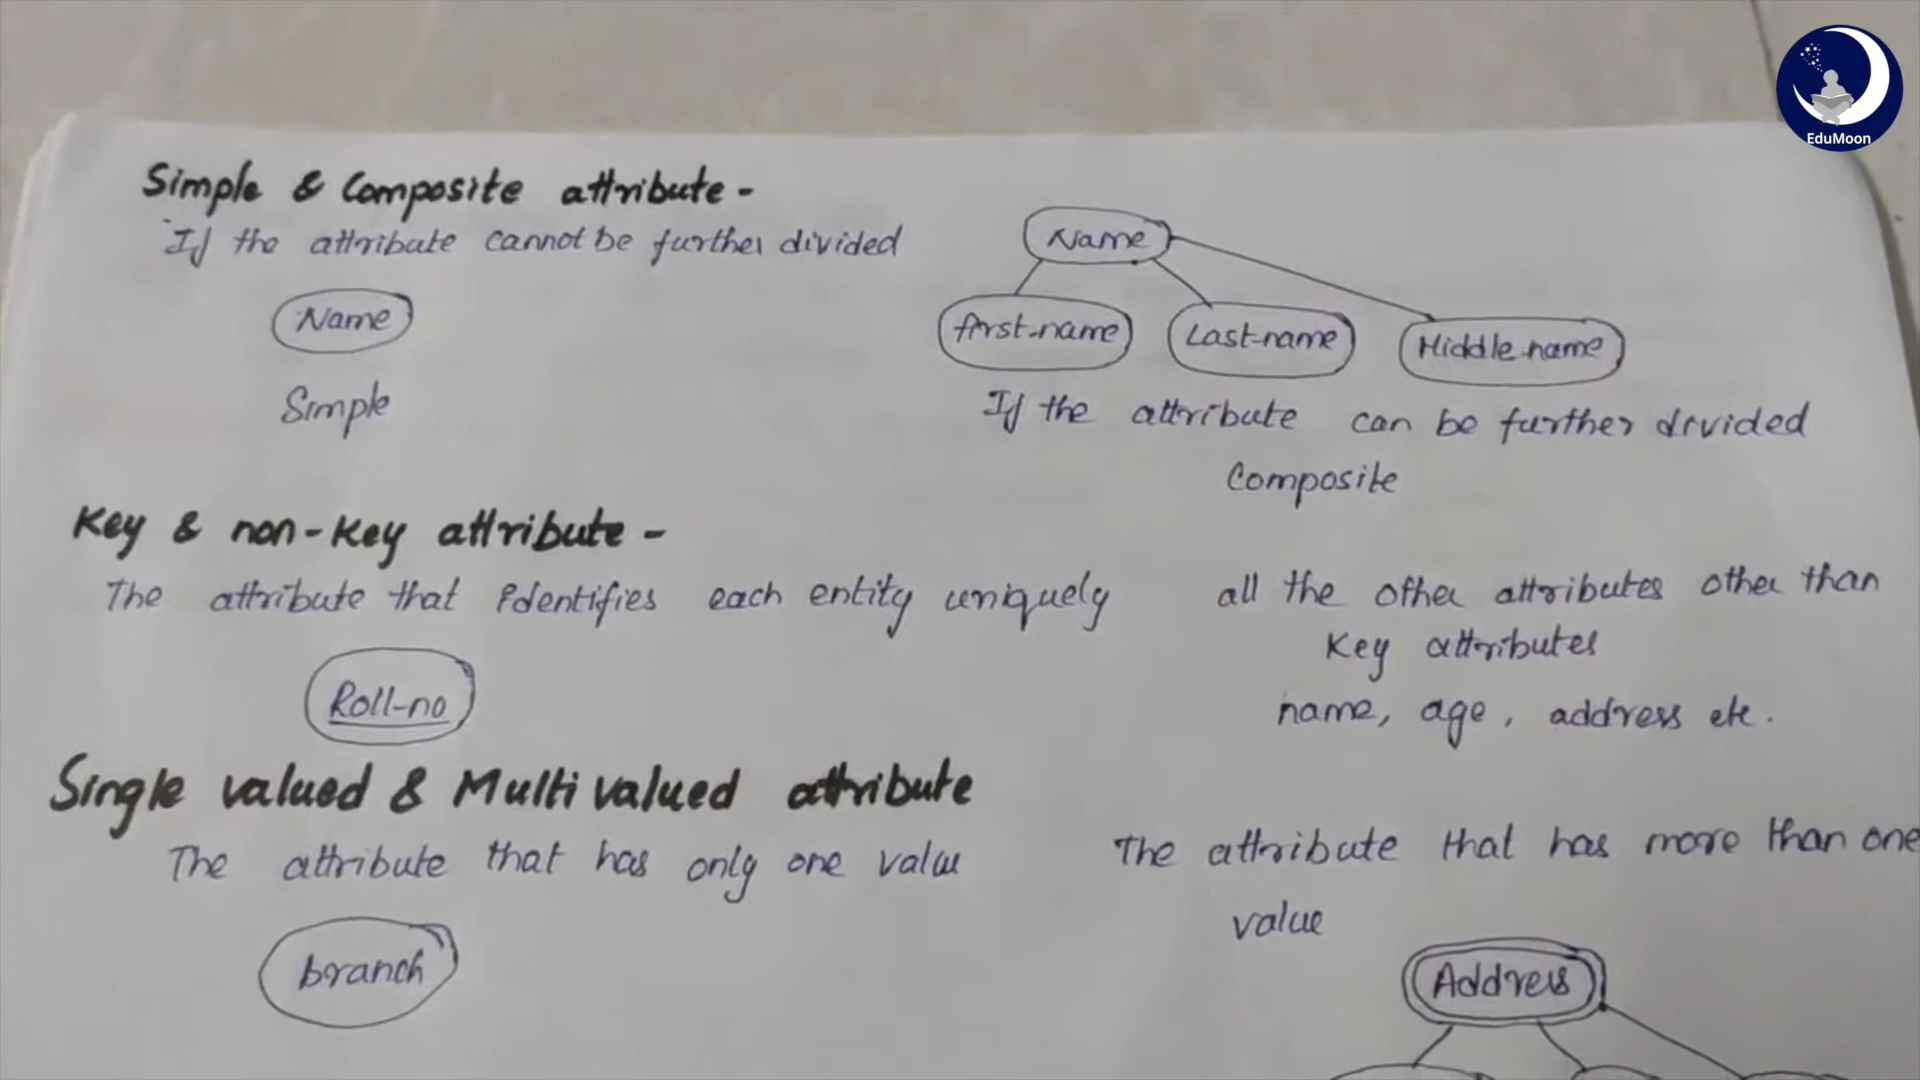 EduMoon
Simple & Composite attribute -
If the attribute cannot be further divided
Name
Simple
Name
first-name Last-name Middle-name
If the attribute can be further divided
Composite
Key & non-key attribute -
The attribute that identifies each entity uniquely
Roll-no
all the other attributes other than
Key attributes
name, age, address etc.
Single valued & Multi valued attribute
The attribute that has only one value
branch
The attribute that has more than one
value
Address